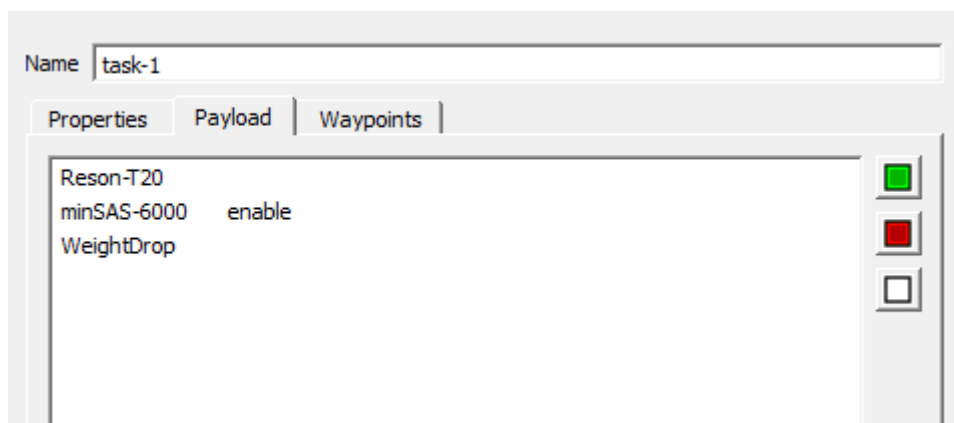 Name task-1
Properties Payload Waypoints
Reson-T20
minSAS-6000 enable
WeightDrop